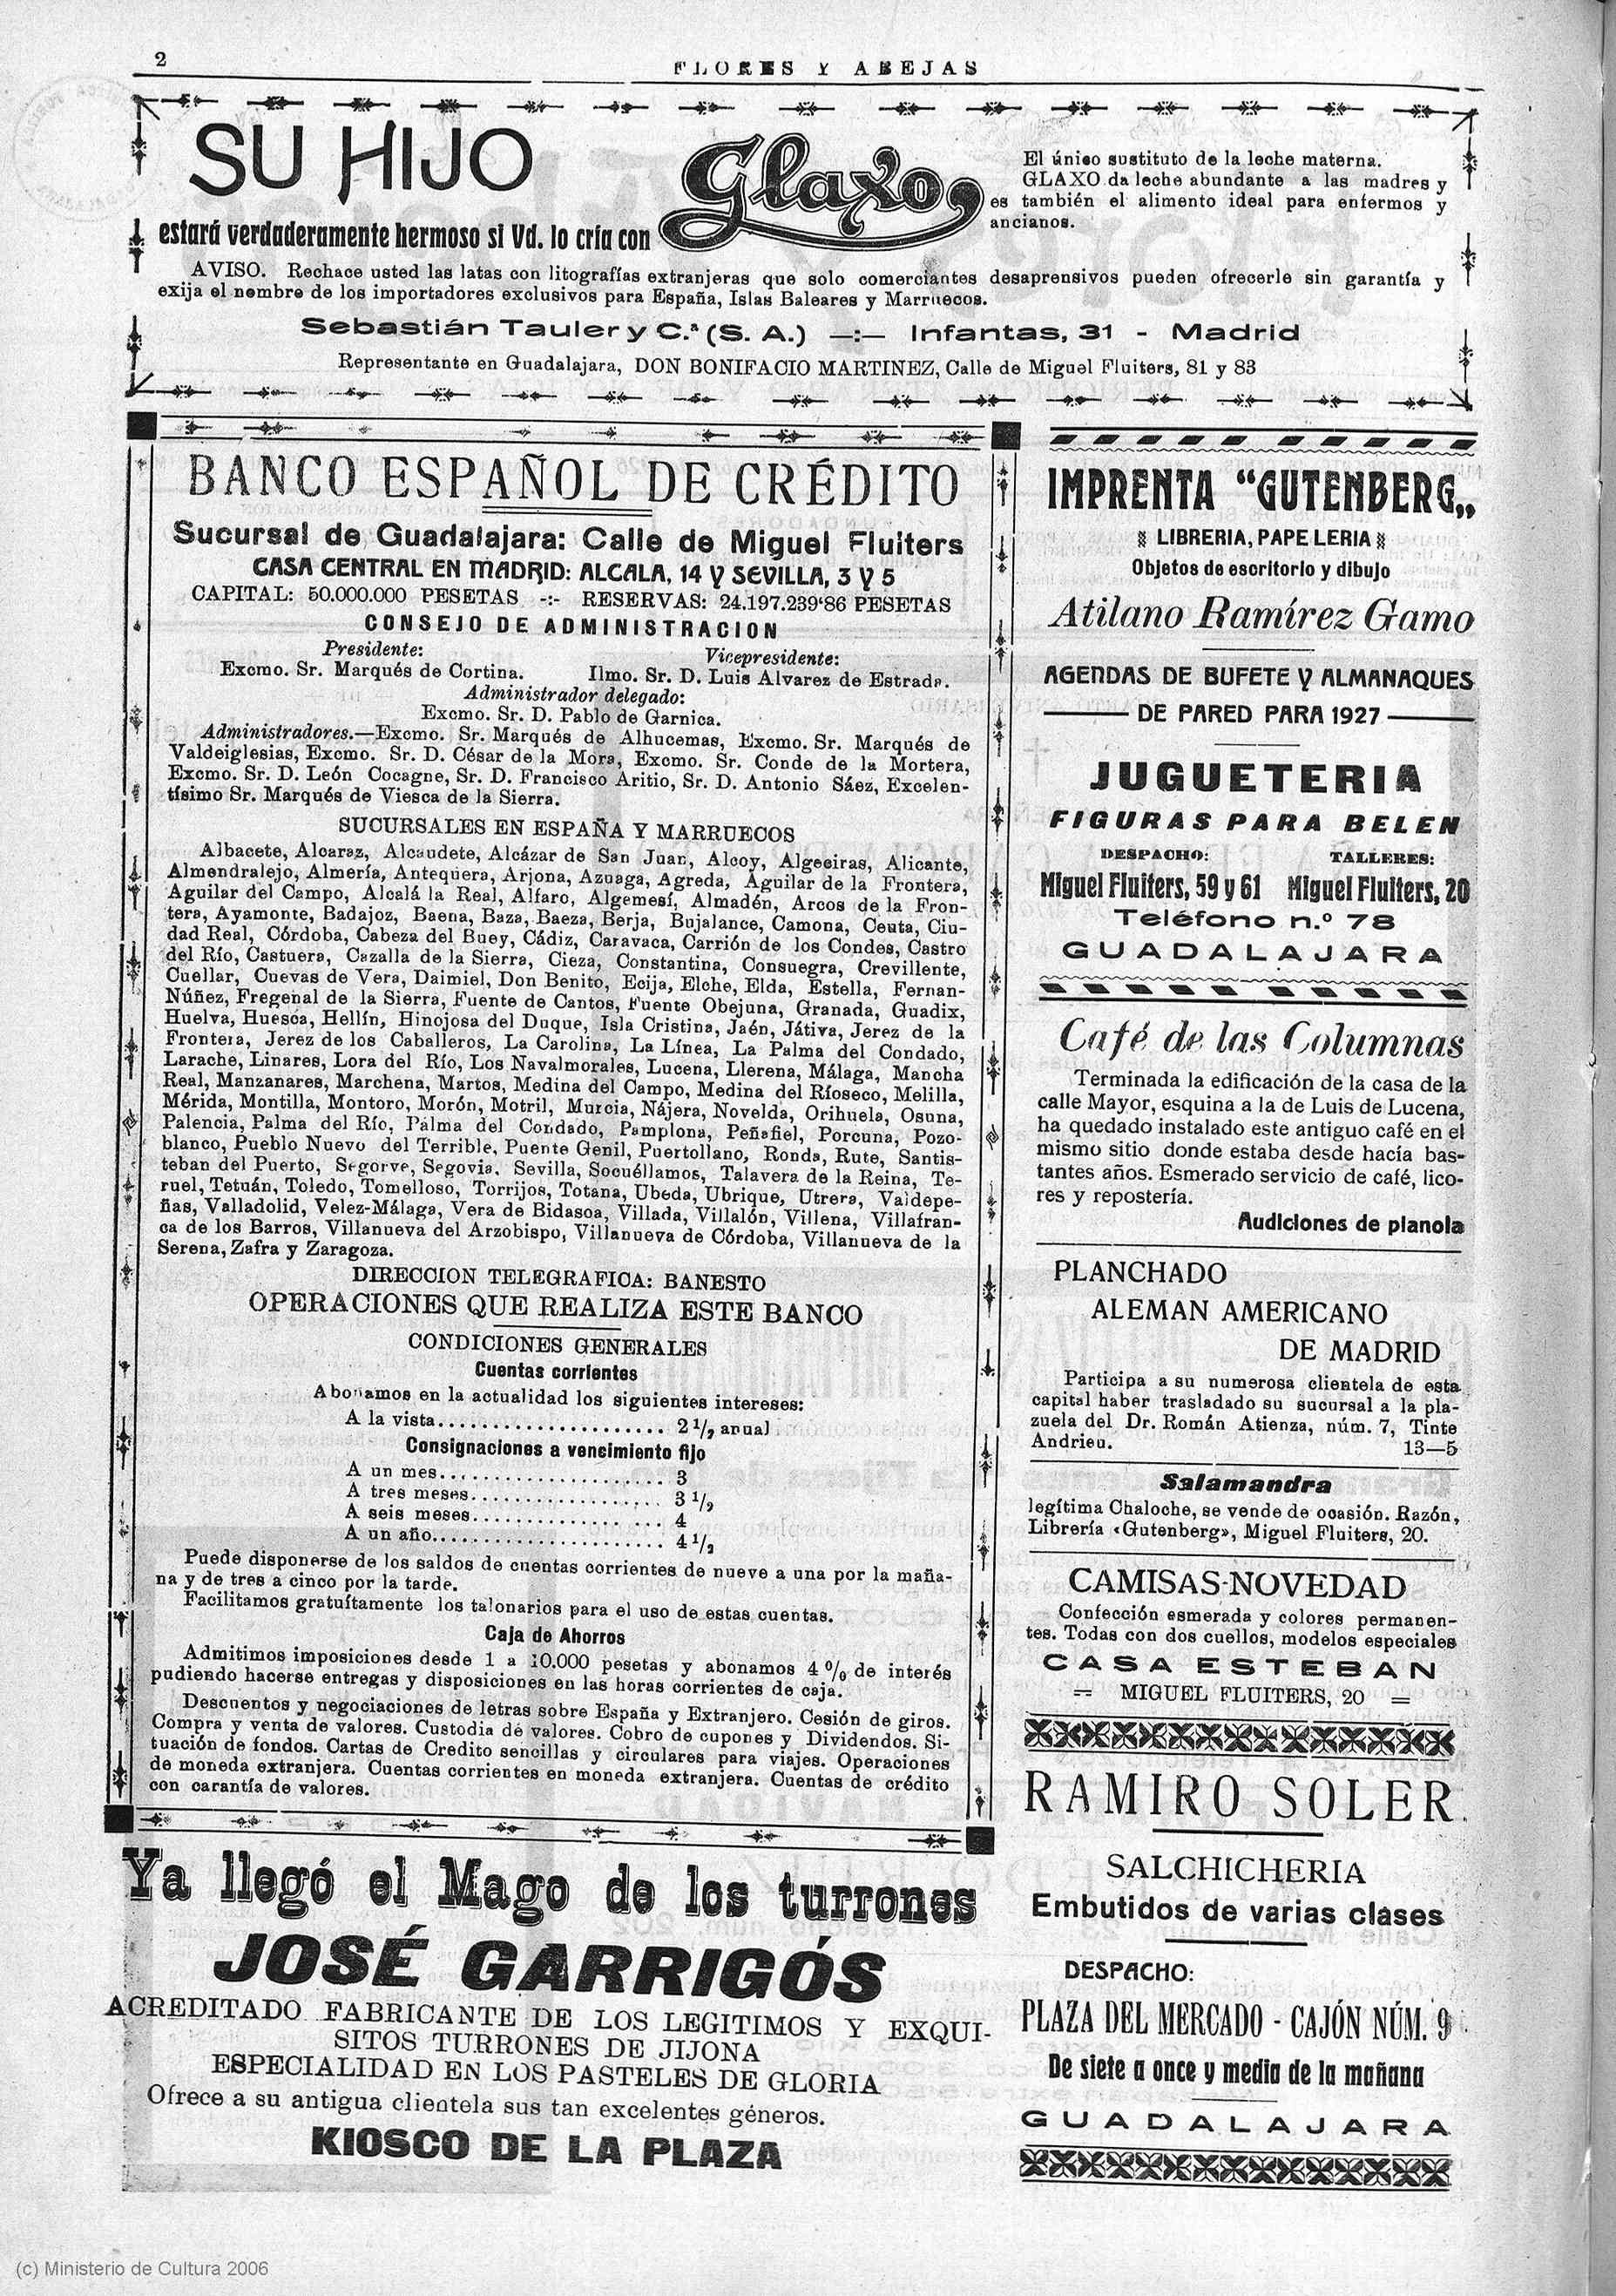 2
FLORES Y ABEJAS
SU HIJO
estará verdaderamente hermoso si Vd. lo cría con
Glaxo
El único sustituto de la leche materna.
GLAXO da leche abundante a las madres y
es también el alimento ideal para enfermos y
ancianos.
AVISO. Rechace usted las latas con litografías extranjeras que solo comerciantes desaprensivos pueden ofrecerle sin garantía y
exija el nombre de los importadores exclusivos para España, Islas Baleares y Marruecos.
Sebastián Tauler y C.ª (S. A.) —:— Infantas, 31 - Madrid
Representante en Guadalajara, DON BONIFACIO MARTINEZ, Calle de Miguel Fluiters, 81 y 83
BANCO ESPAÑOL DE CRÉDITO
Sucursal de Guadalajara: Calle de Miguel Fluiters
CASA CENTRAL EN MADRID: ALCALA, 14 Y SEVILLA, 3 Y 5
CAPITAL: 50.000.000 PESETAS -:- RESERVAS: 24.197.239'86 PESETAS
CONSEJO DE ADMINISTRACION
Presidente: Vicepresidente:
Excmo. Sr. Marqués de Cortina. Ilmo. Sr. D. Luis Alvarez de Estrada.
Administrador delegado:
Excmo. Sr. D. Pablo de Garnica.
Administradores.—Excmo. Sr. Marqués de Alhucemas, Excmo. Sr. Marqués de
Valdeiglesias, Excmo. Sr. D. César de la Mora, Excmo. Sr. Conde de la Mortera,
Excmo. Sr. D. León Cocagne, Sr. D. Francisco Aritio, Sr. D. Antonio Sáez, Excelen-
tísimo Sr. Marqués de Viesca de la Sierra.
SUCURSALES EN ESPAÑA Y MARRUECOS
Albacete, Alcaraz, Alcaudete, Alcázar de San Juan, Alcoy, Algeciras, Alicante,
Almendralejo, Almería, Antequera, Arjona, Azuaga, Agreda, Aguilar de la Frontera,
Aguilar del Campo, Alcalá la Real, Alfaro, Algemesí, Almadén, Arcos de la Fron-
tera, Ayamonte, Badajoz, Baena, Baza, Baeza, Berja, Bujalance, Camona, Ceuta, Ciu-
dad Real, Córdoba, Cabeza del Buey, Cádiz, Caravaca, Carrión de los Condes, Castro
del Río, Castuera, Cazalla de la Sierra, Cieza, Constantina, Consuegra, Crevillente,
Cuellar, Cuevas de Vera, Daimiel, Don Benito, Ecija, Elche, Elda, Estella, Fernan-
Núñez, Fregenal de la Sierra, Fuente de Cantos, Fuente Obejuna, Granada, Guadix,
Huelva, Huesca, Hellín, Hinojosa del Duque, Isla Cristina, Jaén, Játiva, Jerez de la
Frontera, Jerez de los Caballeros, La Carolina, La Línea, La Palma del Condado,
Larache, Linares, Lora del Río, Los Navalmorales, Lucena, Llerena, Málaga, Mancha
Real, Manzanares, Marchena, Martos, Medina del Campo, Medina del Ríoseco, Melilla,
Mérida, Montilla, Montoro, Morón, Motril, Murcia, Nájera, Novelda, Orihuela, Osuna,
Palencia, Palma del Río, Palma del Condado, Pamplona, Peñafiel, Porcuna, Pozo-
blanco, Pueblo Nuevo del Terrible, Puente Genil, Puertollano, Ronda, Rute, Santis-
teban del Puerto, Segorve, Segovia, Sevilla, Socuéllamos, Talavera de la Reina, Te-
ruel, Tetuán, Toledo, Tomelloso, Torrijos, Totana, Ubeda, Ubrique, Utrera, Valdepe-
ñas, Valladolid, Velez-Málaga, Vera de Bidasoa, Villada, Villalón, Villena, Villafran-
ca de los Barros, Villanueva del Arzobispo, Villanueva de Córdoba, Villanueva de la
Serena, Zafra y Zaragoza.
DIRECCION TELEGRAFICA: BANESTO
OPERACIONES QUE REALIZA ESTE BANCO
CONDICIONES GENERALES
Cuentas corrientes
Abonamos en la actualidad los siguientes intereses:
A la vista..................... 2 1/2 anual
Consignaciones a vencimiento fijo
A un mes..................... 3
A tres meses.................. 3 1/2
A seis meses.................. 4
A un año..................... 4 1/2
Puede disponerse de los saldos de cuentas corrientes de nueve a una por la maña-
na y de tres a cinco por la tarde.
Facilitamos gratuítamente los talonarios para el uso de estas cuentas.
Caja de Ahorros
Admitimos imposiciones desde 1 a 10.000 pesetas y abonamos 4 % de interés
pudiendo hacerse entregas y disposiciones en las horas corrientes de caja.
Descuentos y negociaciones de letras sobre España y Extranjero. Cesión de giros.
Compra y venta de valores. Custodia de valores. Cobro de cupones y Dividendos. Si-
tuación de fondos. Cartas de Credito sencillas y circulares para viajes. Operaciones
de moneda extranjera. Cuentas corrientes en moneda extranjera. Cuentas de crédito
con carantía de valores.
Ya llegó el Mago de los turrones
JOSÉ GARRIGÓS
ACREDITADO FABRICANTE DE LOS LEGITIMOS Y EXQUI-
SITOS TURRONES DE JIJONA
ESPECIALIDAD EN LOS PASTELES DE GLORIA
Ofrece a su antigua clientela sus tan excelentes géneros.
KIOSCO DE LA PLAZA
IMPRENTA "GUTENBERG„
LIBRERIA, PAPELERIA
Objetos de escritorio y dibujo
Atilano Ramírez Gamo
AGENDAS DE BUFETE Y ALMANAQUES
DE PARED PARA 1927
JUGUETERIA
FIGURAS PARA BELEN
DESPACHO: TALLERES:
Miguel Fluiters, 59 y 61 Miguel Fluiters, 20
Teléfono n.º 78
GUADALAJARA
Café de las Columnas
Terminada la edificación de la casa de la
calle Mayor, esquina a la de Luis de Lucena,
ha quedado instalado este antiguo café en el
mismo sitio donde estaba desde hacía bas-
tantes años. Esmerado servicio de café, lico-
res y repostería.
Audiciones de pianola
PLANCHADO
ALEMAN AMERICANO
DE MADRID
Participa a su numerosa clientela de esta
capital haber trasladado su sucursal a la pla-
zuela del Dr. Román Atienza, núm. 7, Tinte
Andrieu. 13—5
Salamandra
legítima Chaloche, se vende de ocasión. Razón,
Librería «Gutenberg», Miguel Fluiters, 20.
CAMISAS-NOVEDAD
Confección esmerada y colores permanen-
tes. Todas con dos cuellos, modelos especiales
CASA ESTEBAN
MIGUEL FLUITERS, 20
RAMIRO SOLER
SALCHICHERIA
Embutidos de varias clases
DESPACHO:
PLAZA DEL MERCADO - CAJÓN NÚM. 9
De siete a once y media de la mañana
GUADALAJARA
(c) Ministerio de Cultura 2006